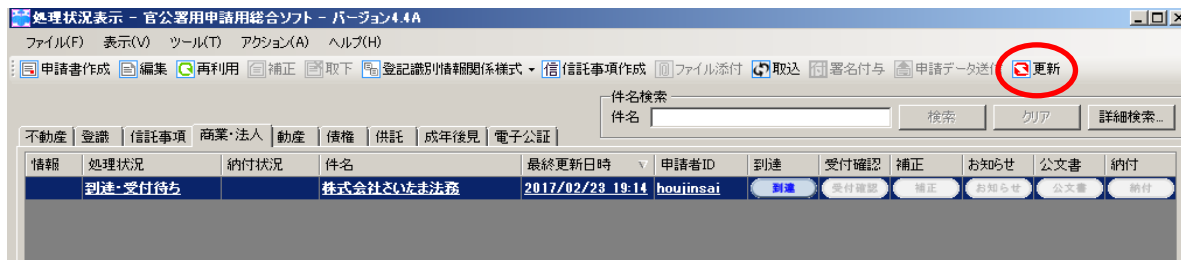 処理状況表示 - 官公署用申請用総合ソフト - バージョン4.4A
ファイル(F) 表示(V) ツール(T) アクション(A) ヘルプ(H)
申請書作成 編集 再利用 補正 取下 登記識別情報関係様式 信 信託事項作成 ファイル添付 取込 署名付与 申請データ送信 更新
件名検索
件名 検索 クリア 詳細検索...
不動産 登識 信託事項 商業・法人 動産 債権 供託 成年後見 電子公証
情報 処理状況 納付状況 件名 最終更新日時 申請者ID 到達 受付確認 補正 お知らせ 公文書 納付
到達・受付待ち 株式会社さいたま法務 2017/02/23 19:14 houjinsai 到達 受付確認 補正 お知らせ 公文書 納付